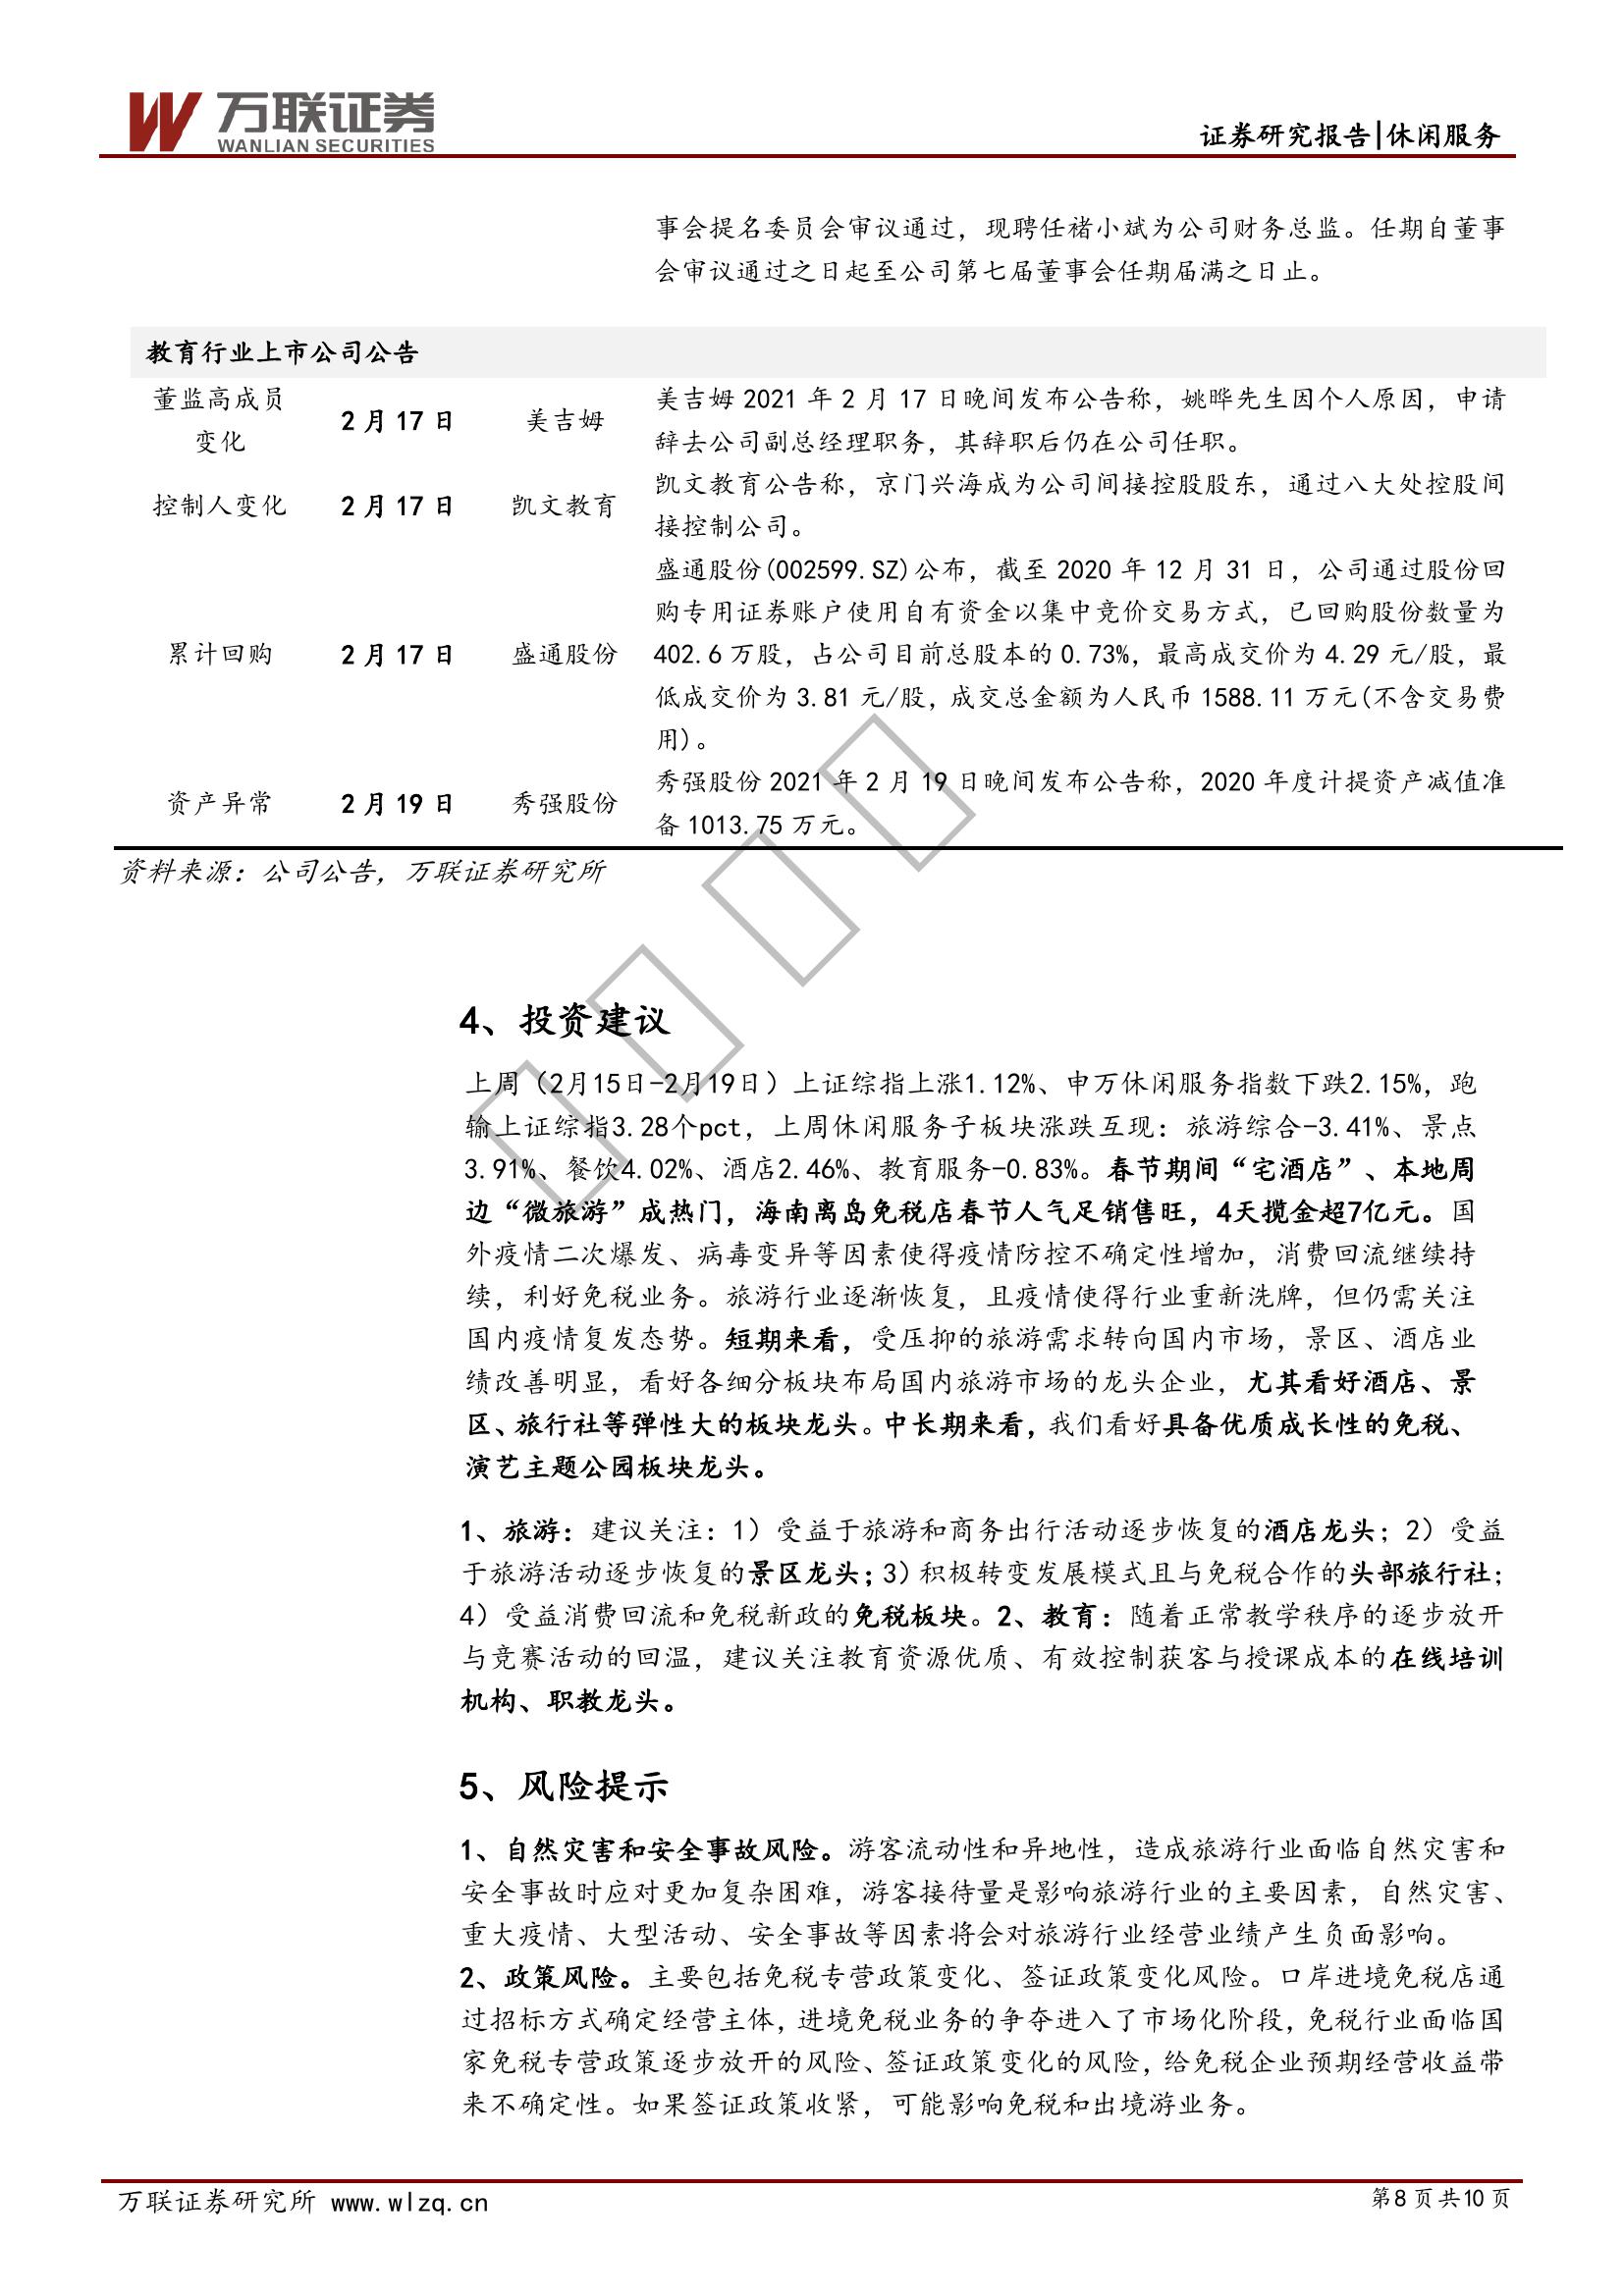 万联证券
WANLIAN SECURITIES
证券研究报告|休闲服务
事会提名委员会审议通过，现聘任褚小斌为公司财务总监。任期自董事
会审议通过之日起至公司第七届董事会任期届满之日止。
教育行业上市公司公告
董监高成员
变化
2 月 17 日
美吉姆
美吉姆 2021 年 2 月 17 日晚间发布公告称，姚晔先生因个人原因，申请
辞去公司副总经理职务，其辞职后仍在公司任职。
控制人变化
2 月 17 日
凯文教育
凯文教育公告称，京门兴海成为公司间接控股股东，通过八大处控股间
接控制公司。
累计回购
2 月 17 日
盛通股份
盛通股份(002599.SZ)公布，截至 2020 年 12 月 31 日，公司通过股份回
购专用证券账户使用自有资金以集中竞价交易方式，已回购股份数量为
402.6 万股，占公司目前总股本的 0.73%，最高成交价为 4.29 元/股，最
低成交价为 3.81 元/股，成交总金额为人民币 1588.11 万元(不含交易费
用)。
资产异常
2 月 19 日
秀强股份
秀强股份 2021 年 2 月 19 日晚间发布公告称，2020 年度计提资产减值准
备 1013.75 万元。
资料来源：公司公告，万联证券研究所
4、投资建议
上周（2月15日-2月19日）上证综指上涨1.12%、申万休闲服务指数下跌2.15%，跑
输上证综指3.28个pct，上周休闲服务子板块涨跌互现：旅游综合-3.41%、景点
3.91%、餐饮4.02%、酒店2.46%、教育服务-0.83%。春节期间“宅酒店”、本地周
边“微旅游”成热门，海南离岛免税店春节人气足销售旺，4天揽金超7亿元。国
外疫情二次爆发、病毒变异等因素使得疫情防控不确定性增加，消费回流继续持
续，利好免税业务。旅游行业逐渐恢复，且疫情使得行业重新洗牌，但仍需关注
国内疫情复发态势。短期来看，受压抑的旅游需求转向国内市场，景区、酒店业
绩改善明显，看好各细分板块布局国内旅游市场的龙头企业，尤其看好酒店、景
区、旅行社等弹性大的板块龙头。中长期来看，我们看好具备优质成长性的免税、
演艺主题公园板块龙头。
1、旅游：建议关注：1）受益于旅游和商务出行活动逐步恢复的酒店龙头；2）受益
于旅游活动逐步恢复的景区龙头；3）积极转变发展模式且与免税合作的头部旅行社；
4）受益消费回流和免税新政的免税板块。2、教育：随着正常教学秩序的逐步放开
与竞赛活动的回温，建议关注教育资源优质、有效控制获客与授课成本的在线培训
机构、职教龙头。
5、风险提示
1、自然灾害和安全事故风险。游客流动性和异地性，造成旅游行业面临自然灾害和
安全事故时应对更加复杂困难，游客接待量是影响旅游行业的主要因素，自然灾害、
重大疫情、大型活动、安全事故等因素将会对旅游行业经营业绩产生负面影响。
2、政策风险。主要包括免税专营政策变化、签证政策变化风险。口岸进境免税店通
过招标方式确定经营主体，进境免税业务的争夺进入了市场化阶段，免税行业面临国
家免税专营政策逐步放开的风险、签证政策变化的风险，给免税企业预期经营收益带
来不确定性。如果签证政策收紧，可能影响免税和出境游业务。
万联证券研究所 www.wlzq.cn
第8 页 共10 页